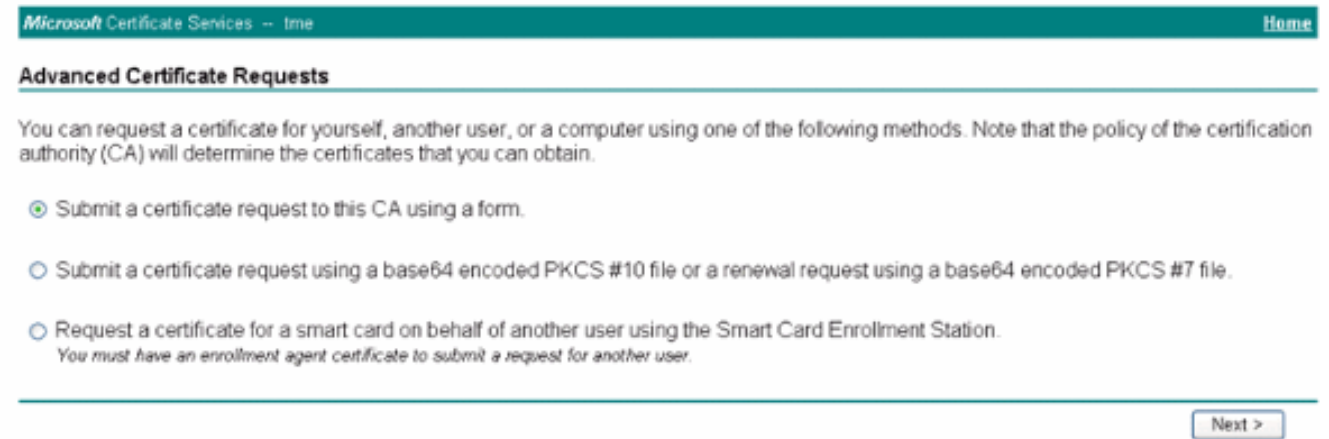 Microsoft Certificate Services -- tme
Home
Advanced Certificate Requests
You can request a certificate for yourself, another user, or a computer using one of the following methods. Note that the policy of the certification
authority (CA) will determine the certificates that you can obtain.
Submit a certificate request to this CA using a form.
Submit a certificate request using a base64 encoded PKCS #10 file or a renewal request using a base64 encoded PKCS #7 file.
Request a certificate for a smart card on behalf of another user using the Smart Card Enrollment Station.
You must have an enrollment agent certificate to submit a request for another user.
Next >